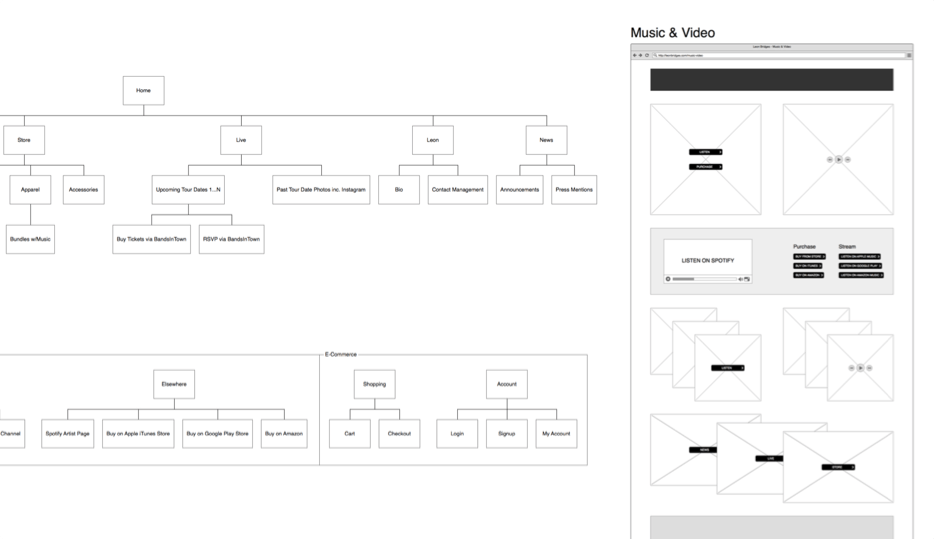 Music & Video
Leon Bridges - Music & Video
Home
Store
Live
Leon
News
Apparel
Accessories
Upcoming Tour Dates 1...N
Past Tour Date Photos inc. Instagram
Bio
Contact Management
Announcements
Press Mentions
Bundles w/Music
Buy Tickets via BandsInTown
RSVP via BandsInTown
E-Commerce
Elsewhere
Shopping
Account
Channel
Spotify Artist Page
Buy on Apple iTunes Store
Buy on Google Play Store
Buy on Amazon
Cart
Checkout
Login
Signup
My Account
LISTEN
PURCHASE
LISTEN ON SPOTIFY
Purchase
Stream
BUY FROM STORE
LISTEN ON APPLE MUSIC
BUY ON ITUNES
LISTEN ON GOOGLE PLAY
BUY ON AMAZON
LISTEN ON AMAZON MUSIC
LISTEN
NEWS
LIVE
STORE